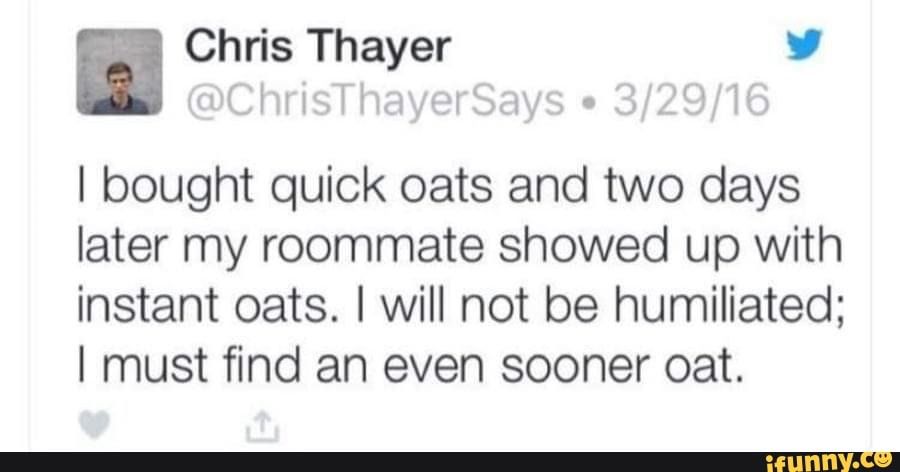 Chris Thayer
@ChrisThayerSays • 3/29/16
I bought quick oats and two days
later my roommate showed up with
instant oats. I will not be humiliated;
I must find an even sooner oat.
ifunny.co